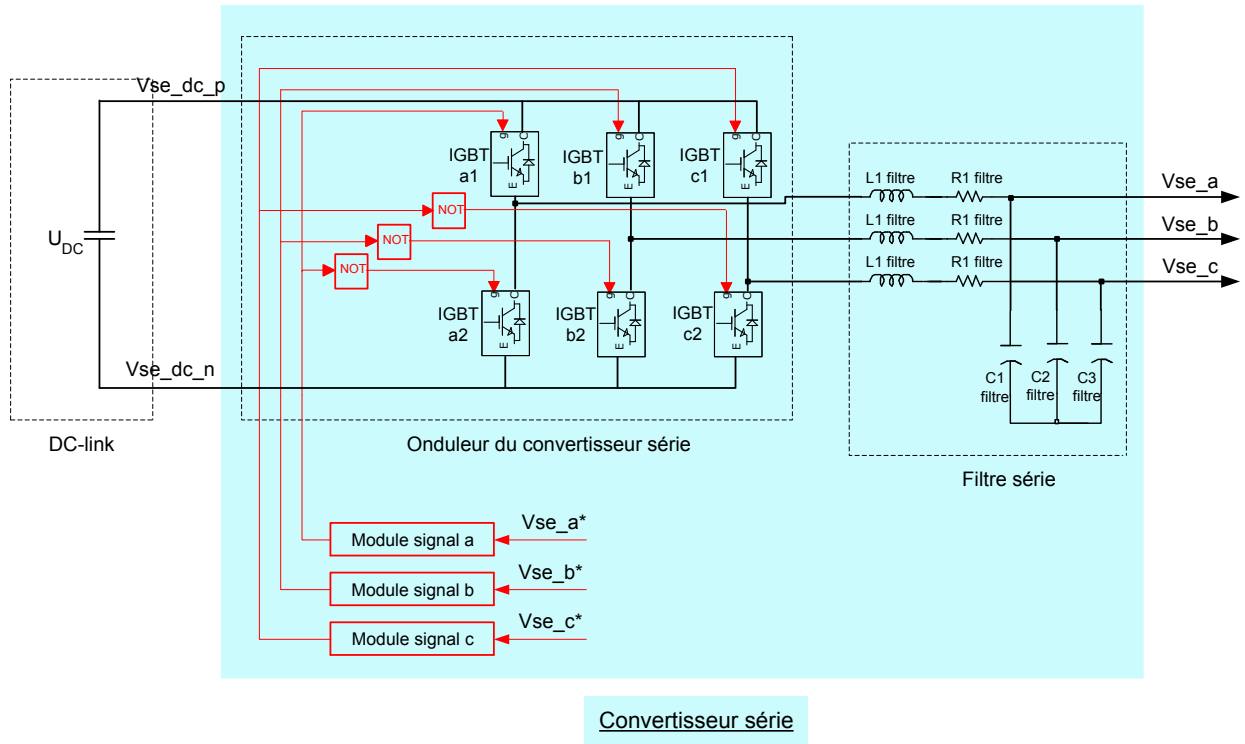 Vse_dc_p
g
C
E
IGBT
a1
g
C
E
IGBT
b1
g
C
E
IGBT
c1
NOT
NOT
NOT
U_DC
g
C
E
IGBT
a2
g
C
E
IGBT
b2
g
C
E
IGBT
c2
Vse_dc_n
DC-link
Onduleur du convertisseur série
L1 filtre
R1 filtre
Vse_a
L1 filtre
R1 filtre
Vse_b
L1 filtre
R1 filtre
Vse_c
C1
filtre
C2
filtre
C3
filtre
Filtre série
Module signal a
Vse_a*
Module signal b
Vse_b*
Module signal c
Vse_c*
Convertisseur série